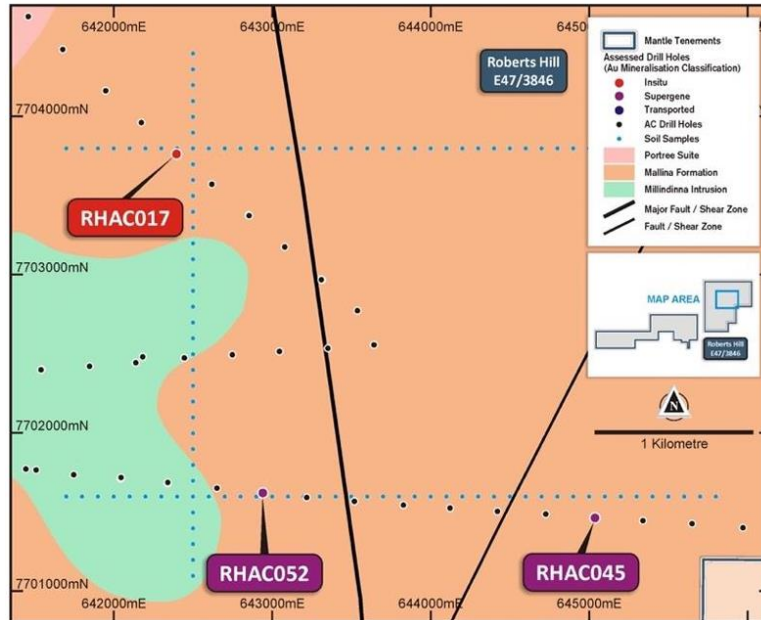 642000mE
643000mE
644000mE
645
Roberts Hill
E47/3846
Mantle Tenements
Assessed Drill Holes
(Au Mineralisation Classification)
Insitu
Supergene
Transported
AC Drill Holes
Soil Samples
Portree Suite
Mallina Formation
Millindinna Intrusion
Major Fault / Shear Zone
Fault / Shear Zone
7704000mN
RHAC017
7703000mN
MAP AREA
Roberts Hill
E47/3846
N
1 Kilometre
7702000mN
RHAC052
RHAC045
7701000mN
642000mE
643000mE
644000mE
645000mE